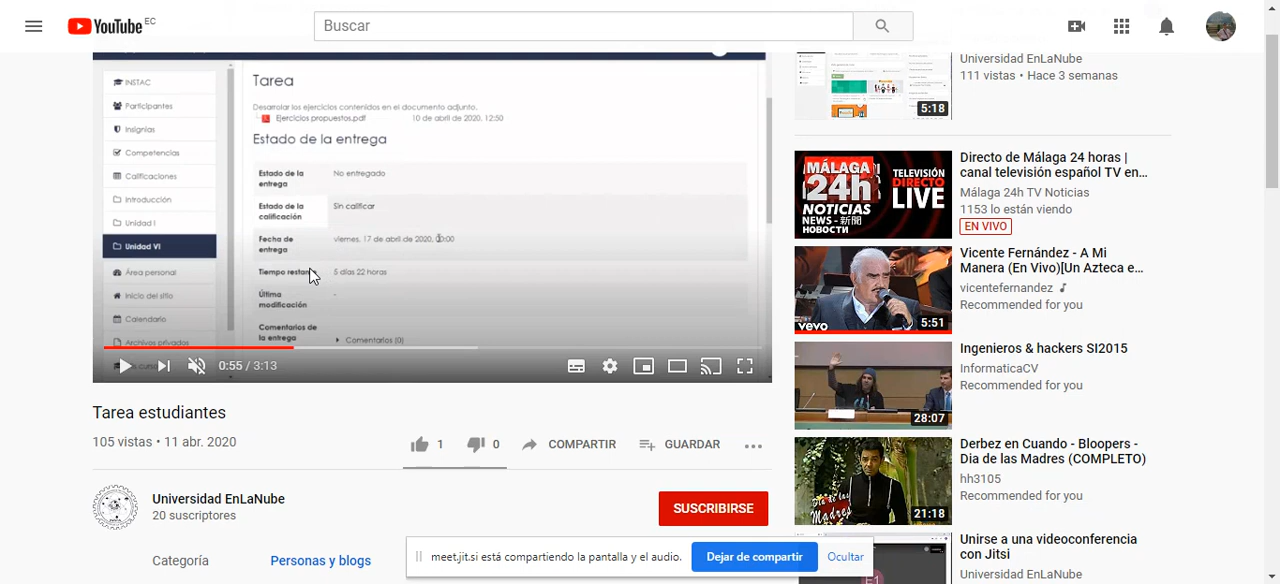 YouTube EC
Buscar
INSTAC
Participantes
Insignias
Competencias
Calificaciones
Introducción
Unidad I
Unidad VI
Área personal
Inicio del sitio
Calendario
Archivos privados
Tarea
Desarrolar los ejercicios contenidos en el documento adjunto.
Ejercicios propuestos.pdf 10 de abril de 2020, 12:50
Estado de la entrega
Estado de la entrega No entregado
Estado de la calificación Sin calificar
Fecha de entrega viernes, 17 de abril de 2020, 00:00
Tiempo restante 5 días 22 horas
Última modificación -
Comentarios de la entrega Comentarios (0)
0:55 / 3:13
Tarea estudiantes
105 vistas • 11 abr. 2020
1
0
COMPARTIR
GUARDAR
Universidad EnLaNube
20 suscriptores
SUSCRIBIRSE
Categoría
Personas y blogs
meet.jit.si está compartiendo la pantalla y el audio.
Dejar de compartir
Ocultar
Universidad EnLaNube
111 vistas • Hace 3 semanas
5:18
MÁLAGA
24h
NOTICIAS
NEWS - 新聞
НОВОСТИ
TELEVISIÓN
DIRECTO
LIVE
Directo de Málaga 24 horas |
canal televisión español TV en...
Málaga 24h TV Noticias
1153 lo están viendo
EN VIVO
vevo
5:51
Vicente Fernández - A Mi
Manera (En Vivo)[Un Azteca e...
vicentefernandez
Recommended for you
28:07
Ingenieros & hackers SI2015
InformaticaCV
Recommended for you
Día de las
Madres
21:18
Derbez en Cuando - Bloopers -
Dia de las Madres (COMPLETO)
hh3105
Recommended for you
E1
Unirse a una videoconferencia
con Jitsi
Universidad EnLaNube